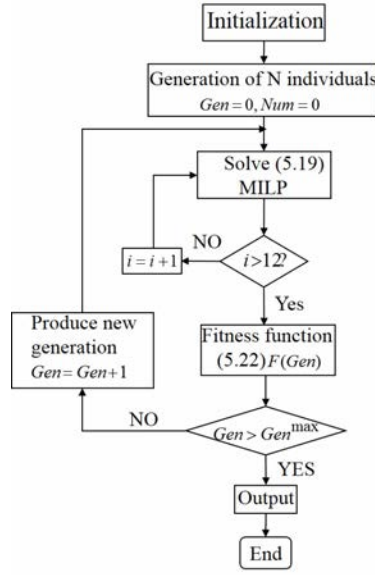 Initialization
Generation of N individuals
Gen=0,Num=0
Solve (5.19)
MILP
NO
i=i+1
i>12?
Yes
Produce new
generation
Gen=Gen+1
Fitness function
(5.22)F(Gen)
NO
Gen>Gen^max
YES
Output
End